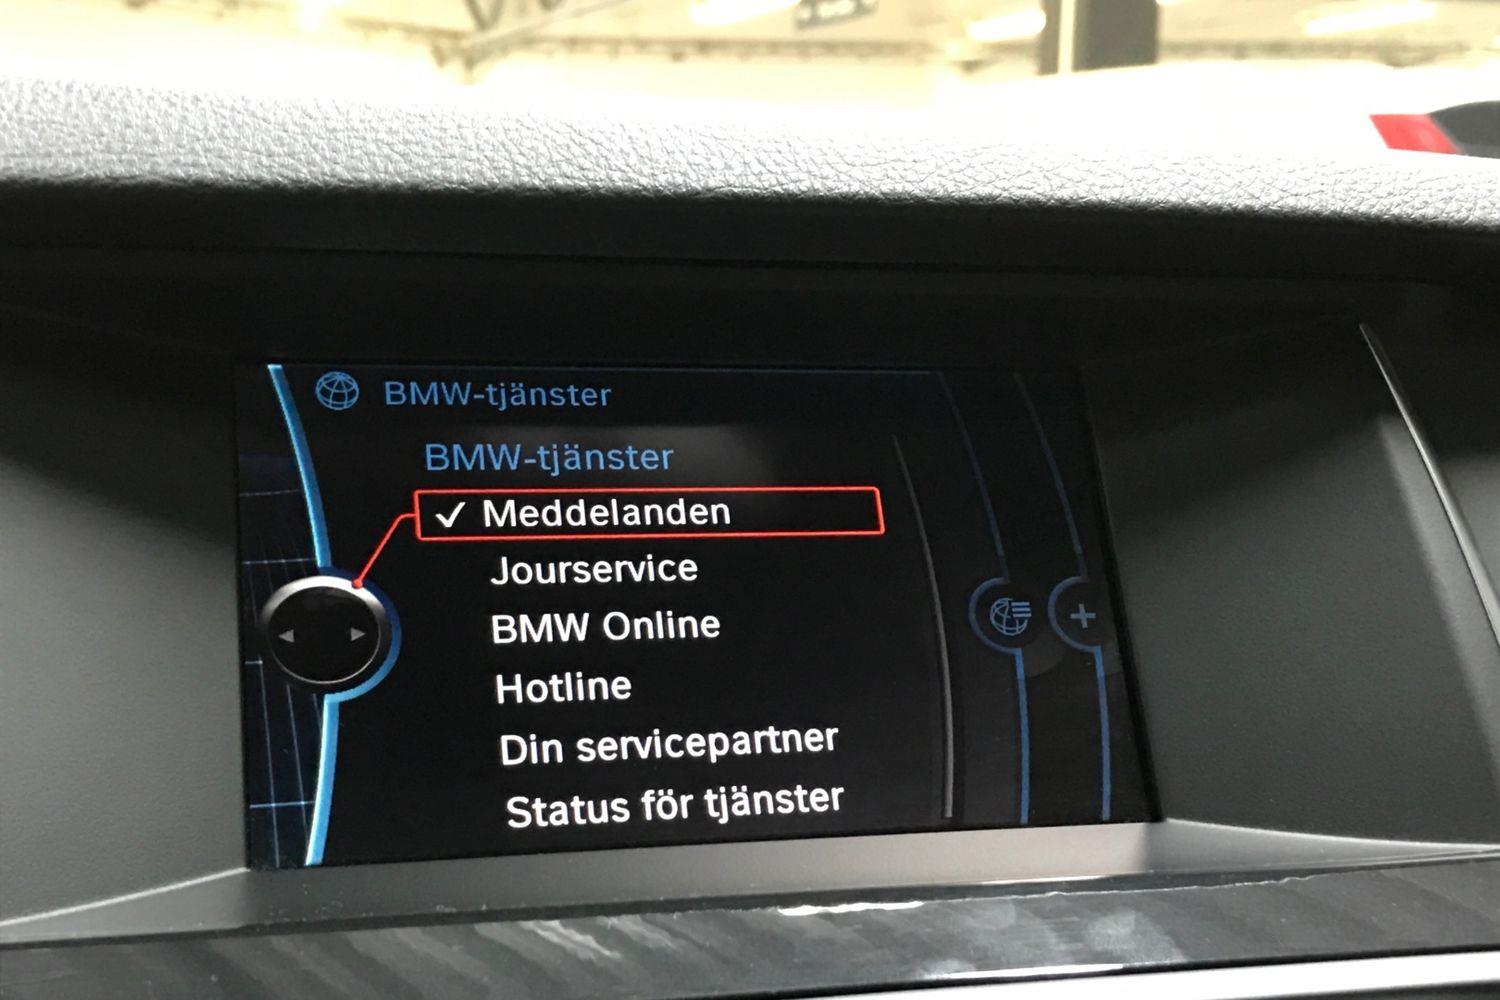 BMW-tjänster
BMW-tjänster
✓ Meddelanden
Jourservice
BMW Online
Hotline
Din servicepartner
Status för tjänster